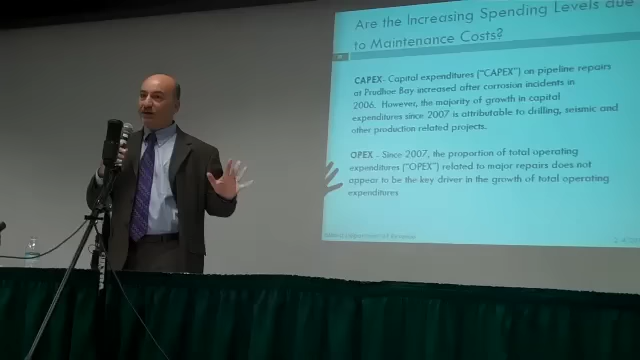 Are the Increasing Spending Levels due
to Maintenance Costs?
CAPEX- Capital expenditures ("CAPEX") on pipeline repairs
at Prudhoe Bay increased after corrosion incidents in
2006. However, the majority of growth in capital
expenditures since 2007 is attributable to drilling, seismic and
other production related projects.
OPEX - Since 2007, the proportion of total operating
expenditures ("OPEX") related to major repairs does not
appear to be the key driver in the growth of total operating
expenditures
Department of Revenue